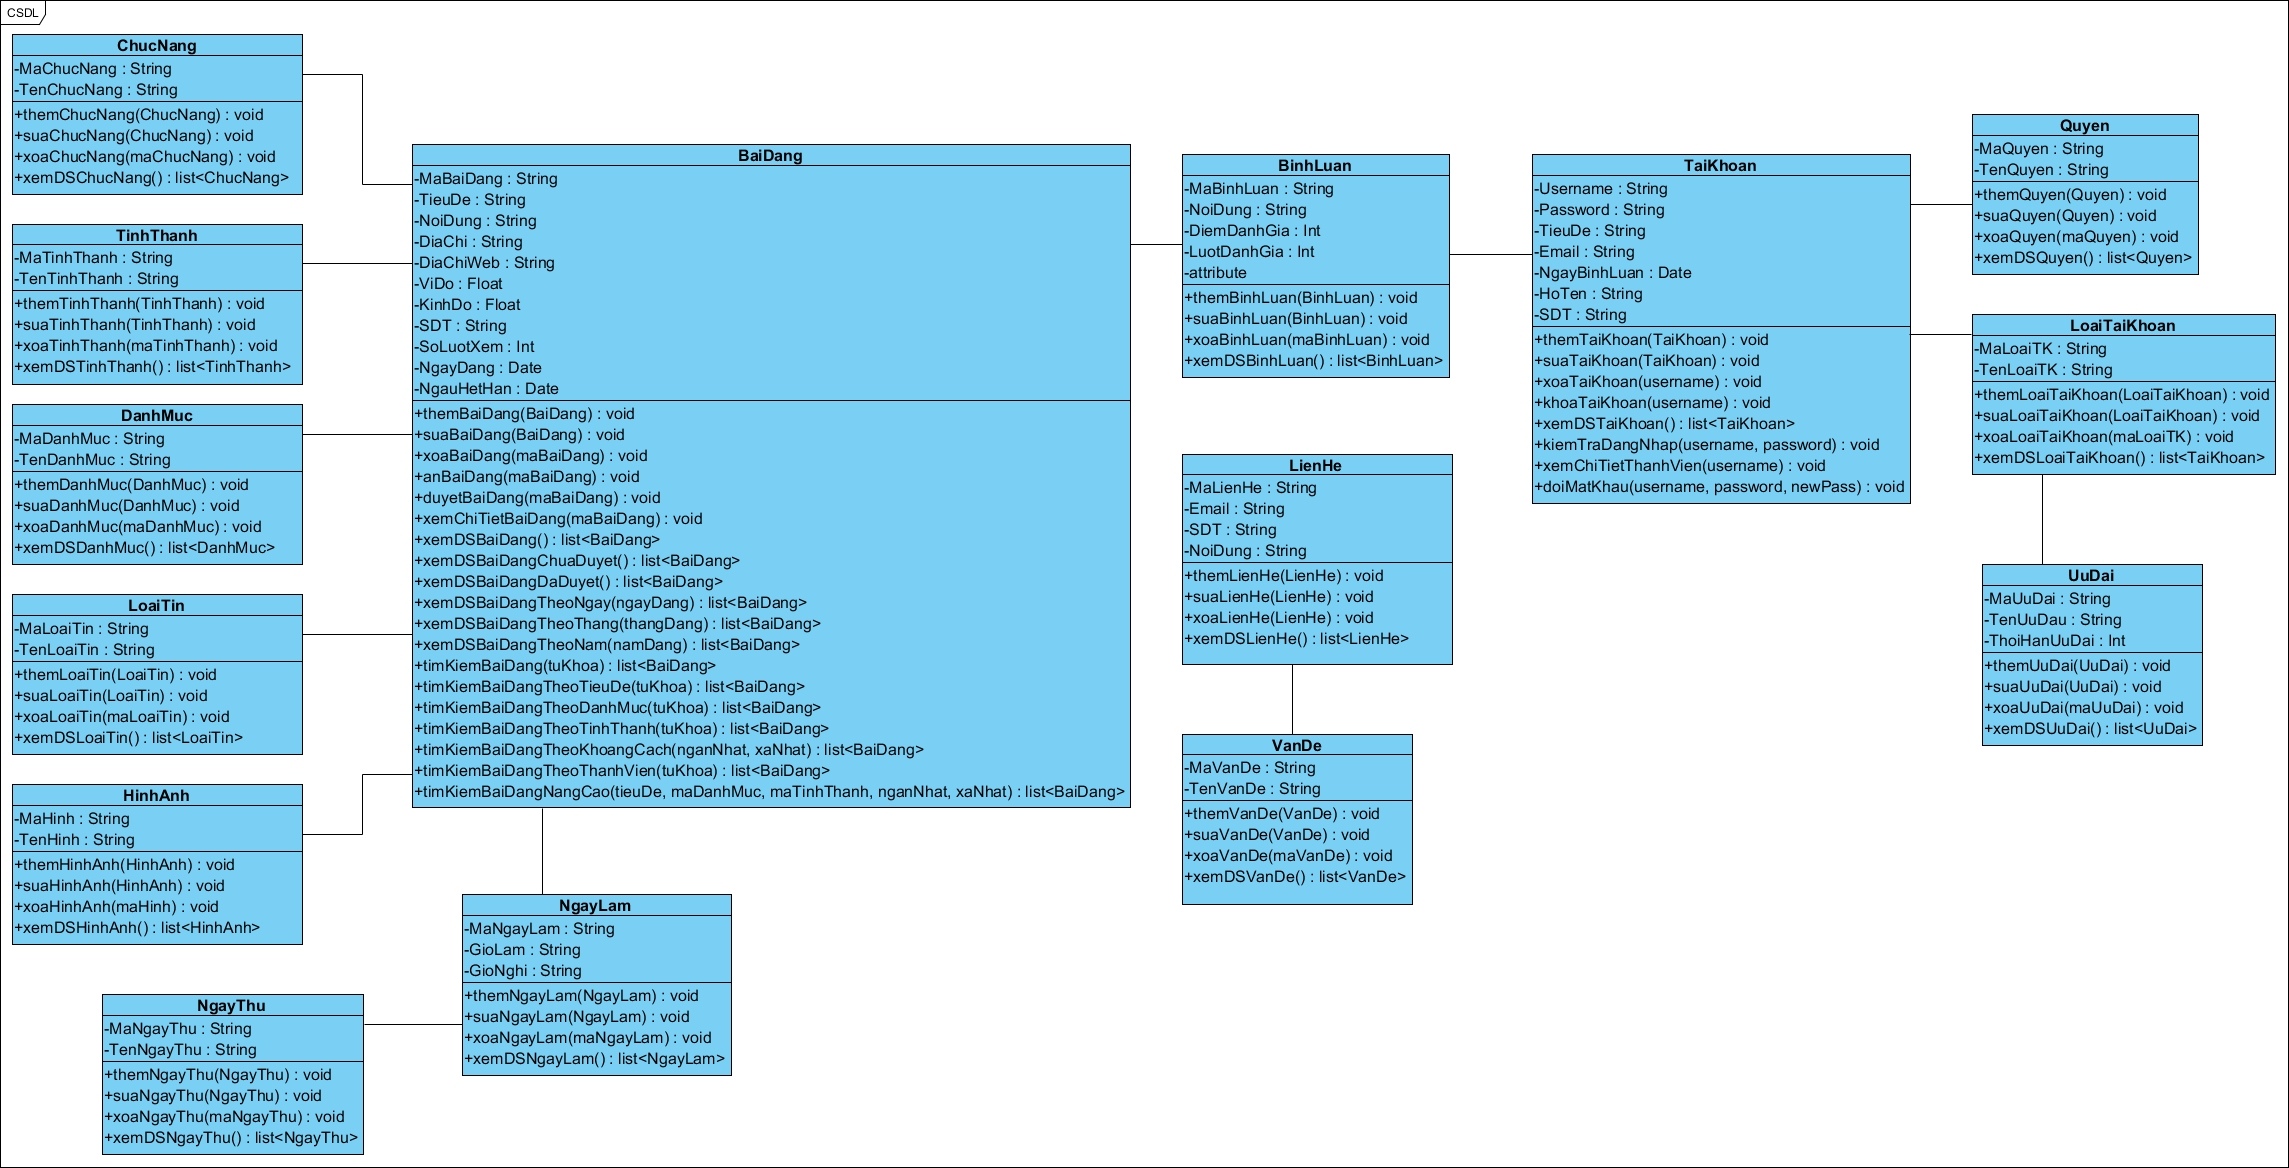 CSDL
ChucNang
-MaChucNang : String
-TenChucNang : String
+themChucNang(ChucNang) : void
+suaChucNang(ChucNang) : void
+xoaChucNang(maChucNang) : void
+xemDSChucNang() : list<ChucNang>
TinhThanh
-MaTinhThanh : String
-TenTinhThanh : String
+themTinhThanh(TinhThanh) : void
+suaTinhThanh(TinhThanh) : void
+xoaTinhThanh(maTinhThanh) : void
+xemDSTinhThanh() : list<TinhThanh>
DanhMuc
-MaDanhMuc : String
-TenDanhMuc : String
+themDanhMuc(DanhMuc) : void
+suaDanhMuc(DanhMuc) : void
+xoaDanhMuc(maDanhMuc) : void
+xemDSDanhMuc() : list<DanhMuc>
LoaiTin
-MaLoaiTin : String
-TenLoaiTin : String
+themLoaiTin(LoaiTin) : void
+suaLoaiTin(LoaiTin) : void
+xoaLoaiTin(maLoaiTin) : void
+xemDSLoaiTin() : list<LoaiTin>
HinhAnh
-MaHinh : String
-TenHinh : String
+themHinhAnh(HinhAnh) : void
+suaHinhAnh(HinhAnh) : void
+xoaHinhAnh(maHinh) : void
+xemDSHinhAnh() : list<HinhAnh>
NgayThu
-MaNgayThu : String
-TenNgayThu : String
+themNgayThu(NgayThu) : void
+suaNgayThu(NgayThu) : void
+xoaNgayThu(maNgayThu) : void
+xemDSNgayThu() : list<NgayThu>
BaiDang
-MaBaiDang : String
-TieuDe : String
-NoiDung : String
-DiaChi : String
-DiaChiWeb : String
-ViDo : Float
-KinhDo : Float
-SDT : String
-SoLuotXem : Int
-NgayDang : Date
-NgauHetHan : Date
+themBaiDang(BaiDang) : void
+suaBaiDang(BaiDang) : void
+xoaBaiDang(maBaiDang) : void
+anBaiDang(maBaiDang) : void
+duyetBaiDang(maBaiDang) : void
+xemChiTietBaiDang(maBaiDang) : void
+xemDSBaiDang() : list<BaiDang>
+xemDSBaiDangChuaDuyet() : list<BaiDang>
+xemDSBaiDangDaDuyet() : list<BaiDang>
+xemDSBaiDangTheoNgay(ngayDang) : list<BaiDang>
+xemDSBaiDangTheoThang(thangDang) : list<BaiDang>
+xemDSBaiDangTheoNam(namDang) : list<BaiDang>
+timKiemBaiDang(tuKhoa) : list<BaiDang>
+timKiemBaiDangTheoTieuDe(tuKhoa) : list<BaiDang>
+timKiemBaiDangTheoDanhMuc(tuKhoa) : list<BaiDang>
+timKiemBaiDangTheoTinhThanh(tuKhoa) : list<BaiDang>
+timKiemBaiDangTheoKhoangCach(nganNhat, xaNhat) : list<BaiDang>
+timKiemBaiDangTheoThanhVien(tuKhoa) : list<BaiDang>
+timKiemBaiDangNangCao(tieuDe, maDanhMuc, maTinhThanh, nganNhat, xaNhat) : list<BaiDang>
NgayLam
-MaNgayLam : String
-GioLam : String
-GioNghi : String
+themNgayLam(NgayLam) : void
+suaNgayLam(NgayLam) : void
+xoaNgayLam(maNgayLam) : void
+xemDSNgayLam() : list<NgayLam>
BinhLuan
-MaBinhLuan : String
-NoiDung : String
-DiemDanhGia : Int
-LuotDanhGia : Int
-attribute
+themBinhLuan(BinhLuan) : void
+suaBinhLuan(BinhLuan) : void
+xoaBinhLuan(maBinhLuan) : void
+xemDSBinhLuan() : list<BinhLuan>
LienHe
-MaLienHe : String
-Email : String
-SDT : String
-NoiDung : String
+themLienHe(LienHe) : void
+suaLienHe(LienHe) : void
+xoaLienHe(LienHe) : void
+xemDSLienHe() : list<LienHe>
VanDe
-MaVanDe : String
-TenVanDe : String
+themVanDe(VanDe) : void
+suaVanDe(VanDe) : void
+xoaVanDe(maVanDe) : void
+xemDSVanDe() : list<VanDe>
TaiKhoan
-Username : String
-Password : String
-TieuDe : String
-Email : String
-NgayBinhLuan : Date
-HoTen : String
-SDT : String
+themTaiKhoan(TaiKhoan) : void
+suaTaiKhoan(TaiKhoan) : void
+xoaTaiKhoan(username) : void
+khoaTaiKhoan(username) : void
+xemDSTaiKhoan() : list<TaiKhoan>
+kiemTraDangNhap(username, password) : void
+xemChiTietThanhVien(username) : void
+doiMatKhau(username, password, newPass) : void
Quyen
-MaQuyen : String
-TenQuyen : String
+themQuyen(Quyen) : void
+suaQuyen(Quyen) : void
+xoaQuyen(maQuyen) : void
+xemDSQuyen() : list<Quyen>
LoaiTaiKhoan
-MaLoaiTK : String
-TenLoaiTK : String
+themLoaiTaiKhoan(LoaiTaiKhoan) : void
+suaLoaiTaiKhoan(LoaiTaiKhoan) : void
+xoaLoaiTaiKhoan(maLoaiTK) : void
+xemDSLoaiTaiKhoan() : list<TaiKhoan>
UuDai
-MaUuDai : String
-TenUuDau : String
-ThoiHanUuDai : Int
+themUuDai(UuDai) : void
+suaUuDai(UuDai) : void
+xoaUuDai(maUuDai) : void
+xemDSUuDai() : list<UuDai>